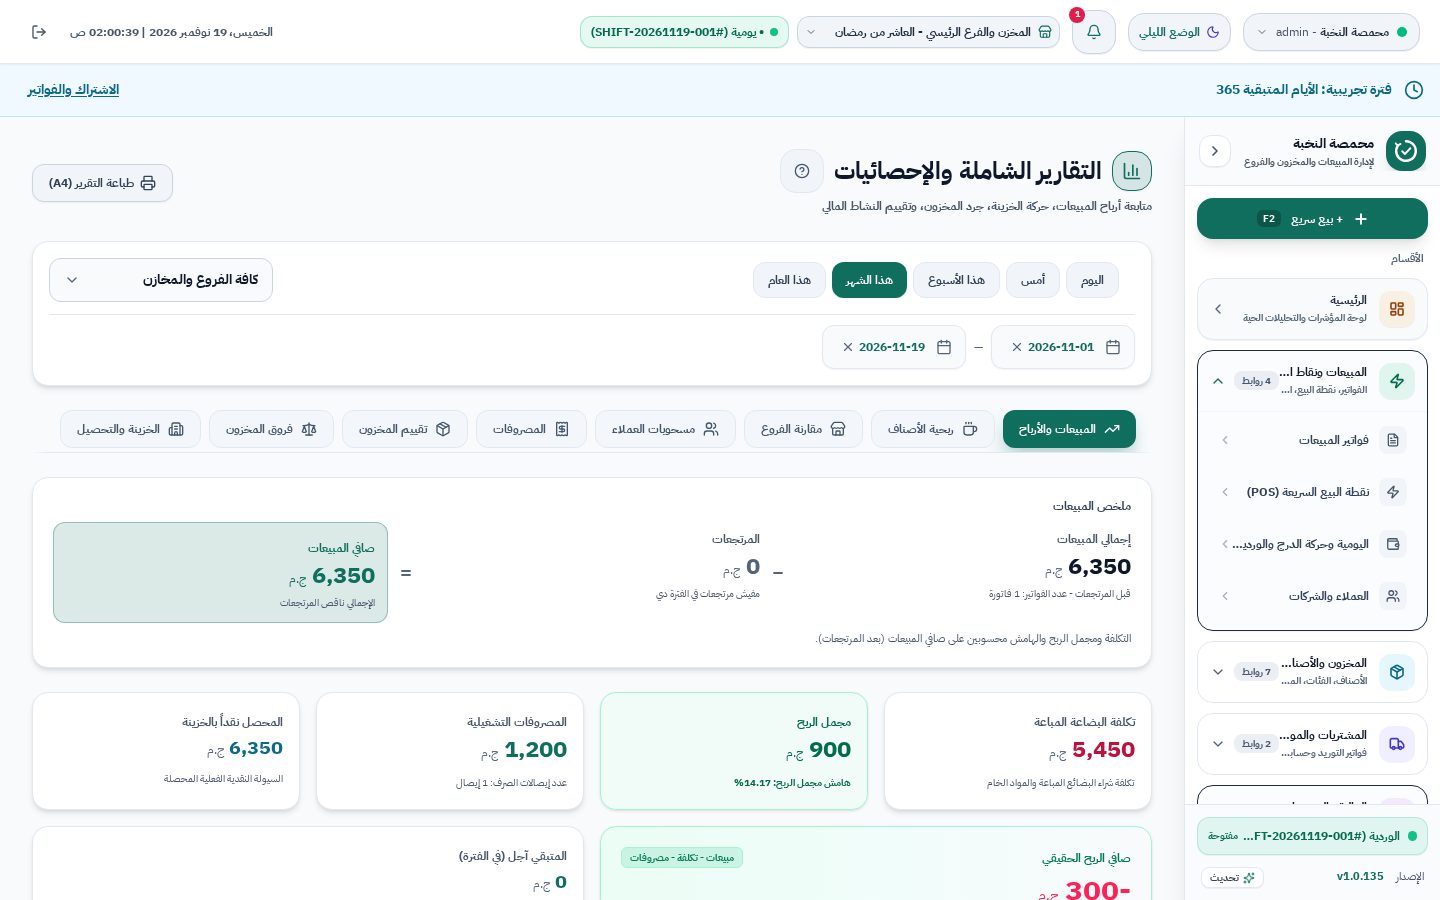 محمصة النخبة - admin
الوضع الليلي
1
المخزن والفرع الرئيسي - العاشر من رمضان
• يومية (#SHIFT-20261119-001)
الخميس، 19 نوفمبر 2026 | 02:00:39 ص
فترة تجريبية: الأيام المتبقية 365
الاشتراك والفواتير
محمصة النخبة
لإدارة المبيعات والمخزون والفروع
+ بيع سريع F2
الأقسام
الرئيسية
لوحة المؤشرات والتحليلات الحية
المبيعات ونقاط ا...
4 روابط
الفواتير، نقطة البيع، ا...
فواتير المبيعات
نقطة البيع السريعة (POS)
اليومية وحركة الدرج والورديـ...
العملاء والشركات
المخزون والأصنا...
7 روابط
الأصناف، الفئات، المـ...
المشتريات والمو...
2 روابط
فواتير التوريد وحسابـ...
الوردية (#FT-20261119-001... مفتوحة
الإصدار v1.0.135
تحديث
التقارير الشاملة والإحصائيات
متابعة أرباح المبيعات، حركة الخزينة، جرد المخزون، وتقييم النشاط المالي
طباعة التقرير (A4)
اليوم
أمس
هذا الأسبوع
هذا الشهر
هذا العام
كافة الفروع والمخازن
2026-11-01 — 2026-11-19
المبيعات والأرباح
ربحية الأصناف
مقارنة الفروع
مسحوبات العملاء
المصروفات
تقييم المخزون
فروق المخزون
الخزينة والتحصيل
ملخص المبيعات
إجمالي المبيعات
6,350 ج.م
قبل المرتجعات - عدد الفواتير: 1 فاتورة
−
المرتجعات
0 ج.م
مفيش مرتجعات في الفترة دي
=
صافي المبيعات
6,350 ج.م
الإجمالي ناقص المرتجعات
التكلفة ومجمل الربح والهامش محسوبين على صافي المبيعات (بعد المرتجعات).
تكلفة البضاعة المباعة
5,450 ج.م
تكلفة شراء البضائع المباعة والمواد الخام
مجمل الربح
900 ج.م
هامش مجمل الربح: 14.17%
المصروفات التشغيلية
1,200 ج.م
عدد إيصالات الصرف: 1 إيصال
المحصل نقداً بالخزينة
6,350 ج.م
السيولة النقدية الفعلية المحصلة
صافي الربح الحقيقي
مبيعات - تكلفة - مصروفات
-300 ج.م
المتبقي آجل (في الفترة)
0 ج.م